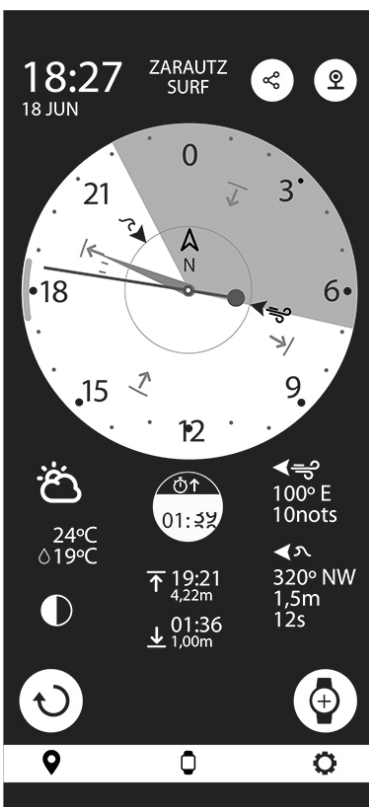 18:27
18 JUN
ZARAUTZ
SURF
0
3
6
9
12
15
18
21
N
24ºC
19ºC
01:
19:21
4,22m
01:36
1,00m
100º E
10nots
320º NW
1,5m
12s